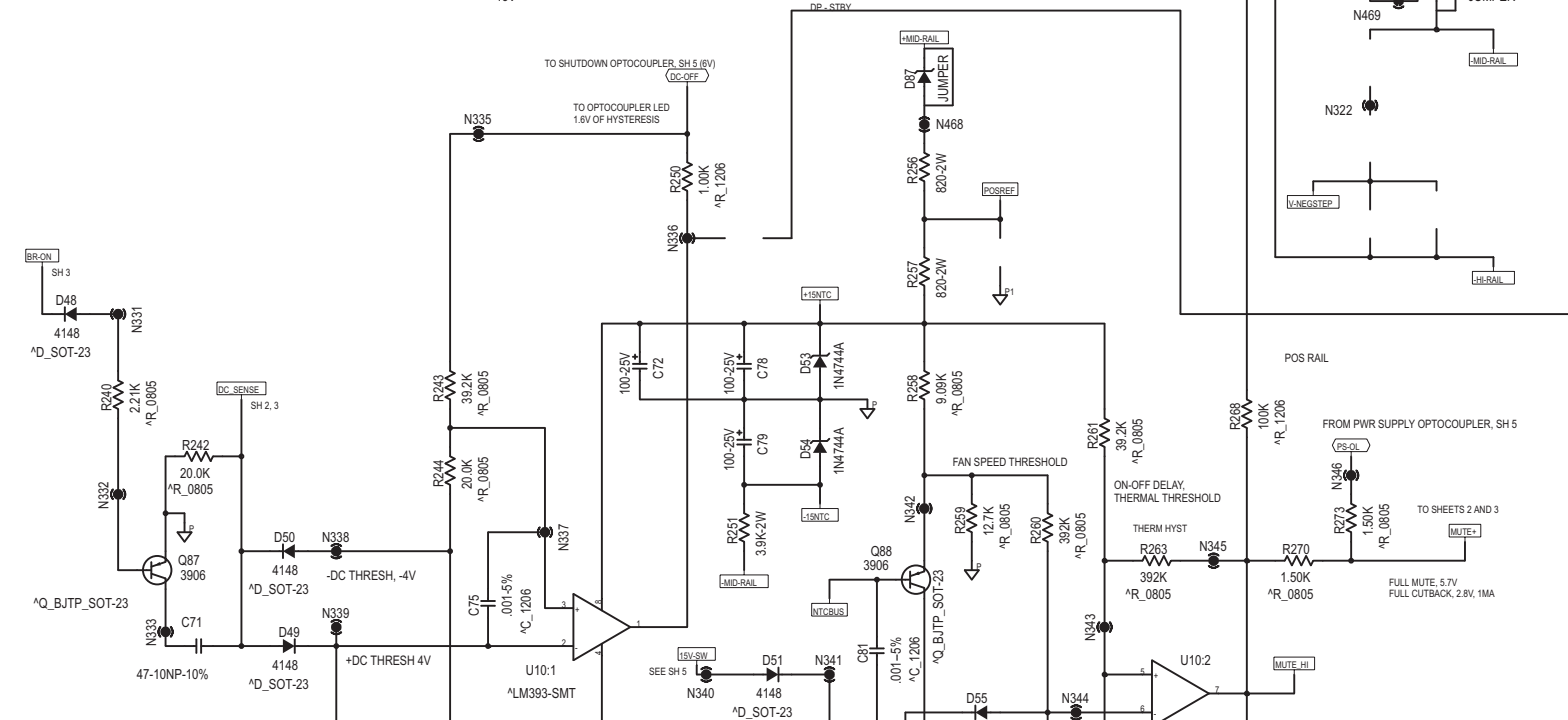 DP - STBY
N469
-MID-RAIL
+MID-RAIL
TO SHUTDOWN OPTOCOUPLER, SH 5 (6V)
DC-OFF
D87
JUMPER
TO OPTOCOUPLER LED
1.6V OF HYSTERESIS
N335
N468
N322
R250
1.00K
^R_1206
R256
820-2W
POSREF
V-NEGSTEP
N336
BR-ON
SH 3
R257
820-2W
-HI-RAIL
P1
D48
4148
^D_SOT-23
N331
+15NTC
POS RAIL
R240
2.21K
^R_0805
DC_SENSE
SH 2, 3
R243
39.2K
^R_0805
100-25V
+
C72
100-25V
+
C78
D53
1N4744A
R258
9.09K
^R_0805
P
R268
100K
^R_1206
R261
39.2K
^R_0805
FROM PWR SUPPLY OPTOCOUPLER, SH 5
PS-OL
R242
20.0K
^R_0805
R244
20.0K
^R_0805
100-25V
+
C79
D54
1N4744A
FAN SPEED THRESHOLD
N346
N332
ON-OFF DELAY,
THERMAL THRESHOLD
P
-15NTC
N342
R259
12.7K
^R_0805
R260
392K
^R_0805
R273
1.50K
^R_0805
TO SHEETS 2 AND 3
MUTE+
R251
3.9K-2W
N337
THERM HYST
D50
4148
^D_SOT-23
N338
-DC THRESH, -4V
Q87
3906
^Q_BJTP_SOT-23
Q88
3906
^Q_BJTP_SOT-23
P
R263
392K
^R_0805
N345
R270
1.50K
^R_0805
-MID-RAIL
FULL MUTE, 5.7V
FULL CUTBACK, 2.8V, 1MA
C75
.001-5%
^C_1206
NTCBUS
N333
C71
47-10NP-10%
N339
D49
4148
^D_SOT-23
+DC THRESH 4V
3
+
2
-
8
4
1
U10:1
^LM393-SMT
N343
C81
.001-5%
^C_1206
15V-SW
SEE SH 5
N340
D51
4148
^D_SOT-23
N341
D55
N344
5
+
6
-
7
U10:2
MUTE_HI